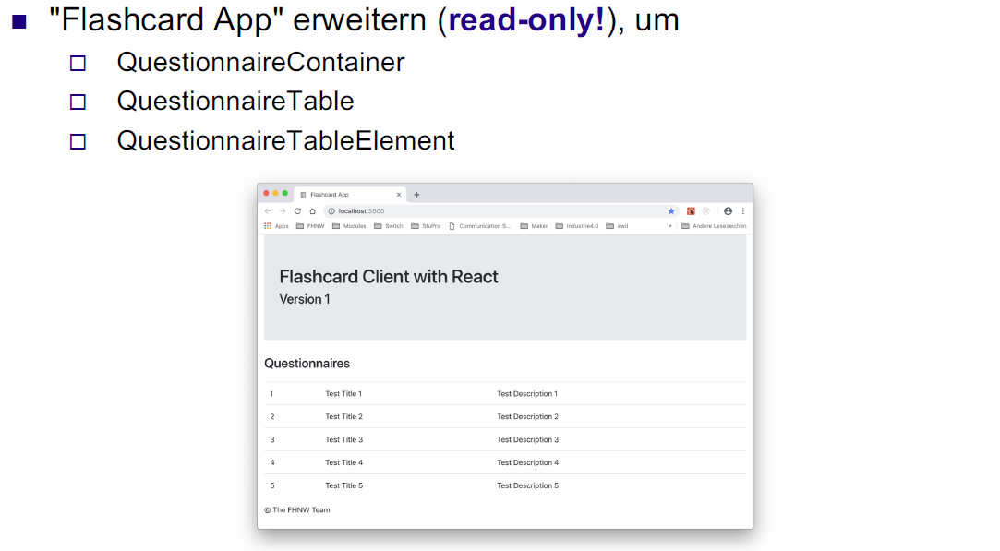 "Flashcard App" erweitern (read-only!), um
QuestionnaireContainer
QuestionnaireTable
QuestionnaireTableElement
Flashcard App
localhost:3000
Apps FHNW Modules Switch StuPro Communication S... Maker Industrie4.0 swd » Andere Lesezeichen
Flashcard Client with React
Version 1
Questionnaires
1 Test Title 1 Test Description 1
2 Test Title 2 Test Description 2
3 Test Title 3 Test Description 3
4 Test Title 4 Test Description 4
5 Test Title 5 Test Description 5
© The FHNW Team